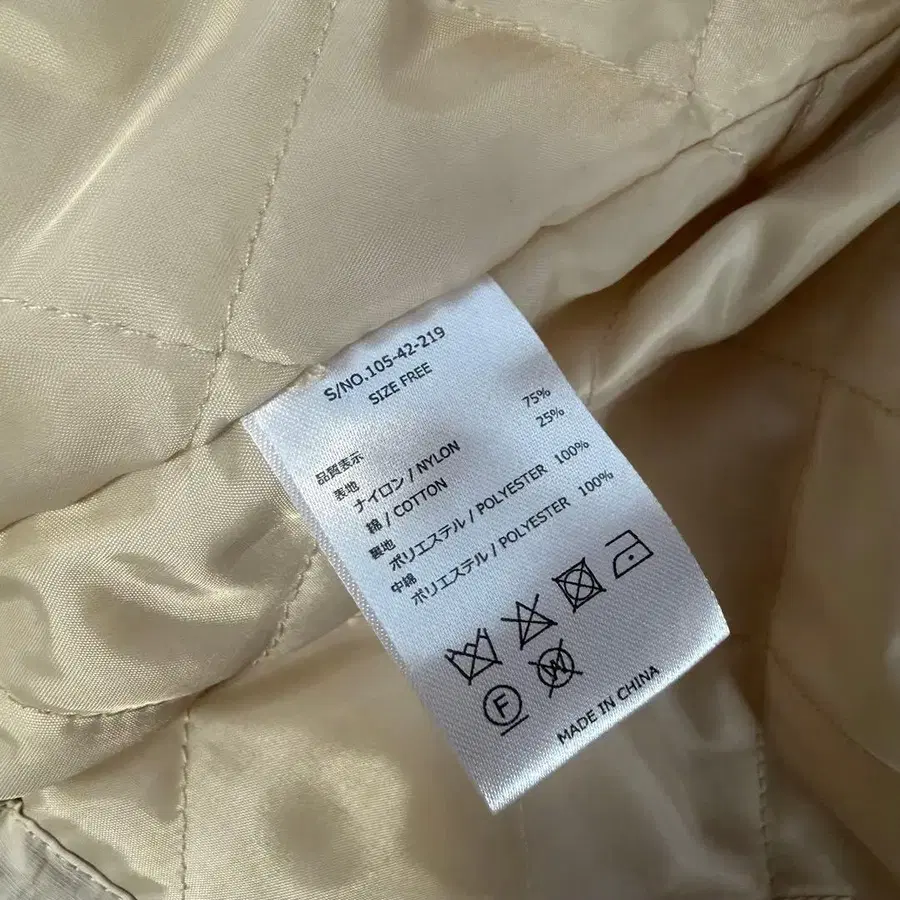 S/NO.105-42-219
SIZE FREE
品質表示
表地
ナイロン / NYLON 75%
綿 / COTTON 25%
裏地
ポリエステル / POLYESTER 100%
中綿
ポリエステル / POLYESTER 100%
F W
MADE IN CHINA